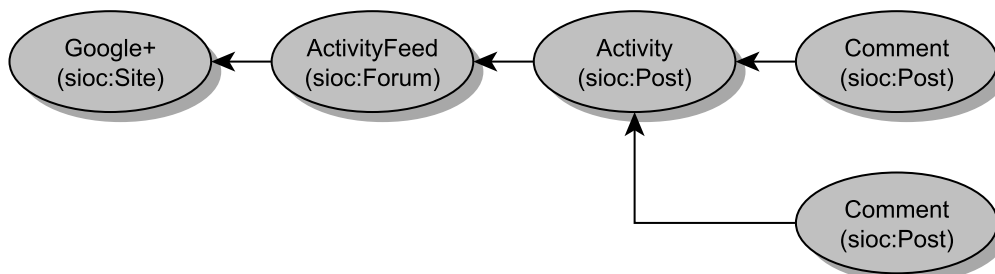 Google+
(sioc:Site)
ActivityFeed
(sioc:Forum)
Activity
(sioc:Post)
Comment
(sioc:Post)
Comment
(sioc:Post)